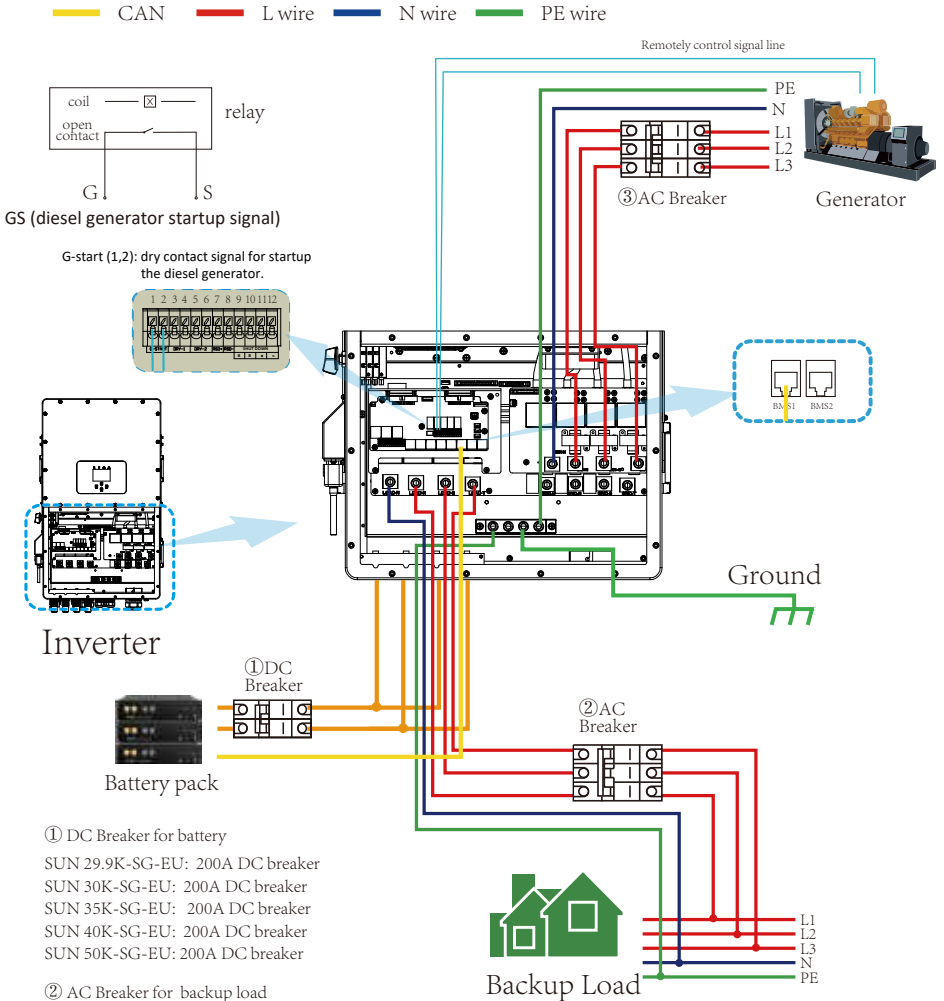 CAN L wire N wire PE wire
Remotely control signal line
PE
N
L1
L2
L3
coil X
open
contact
relay
G S
GS (diesel generator startup signal)
③AC Breaker
Generator
G-start (1,2): dry contact signal for startup
the diesel generator.
1 2 3 4 5 6 7 8 9 10 11 12
BMS1 BMS2
Ground
Inverter
①DC
Breaker
②AC
Breaker
Battery pack
① DC Breaker for battery
SUN 29.9K-SG-EU: 200A DC breaker
SUN 30K-SG-EU: 200A DC breaker
SUN 35K-SG-EU: 200A DC breaker
SUN 40K-SG-EU: 200A DC breaker
SUN 50K-SG-EU: 200A DC breaker
L1
L2
L3
N
PE
Backup Load
② AC Breaker for backup load